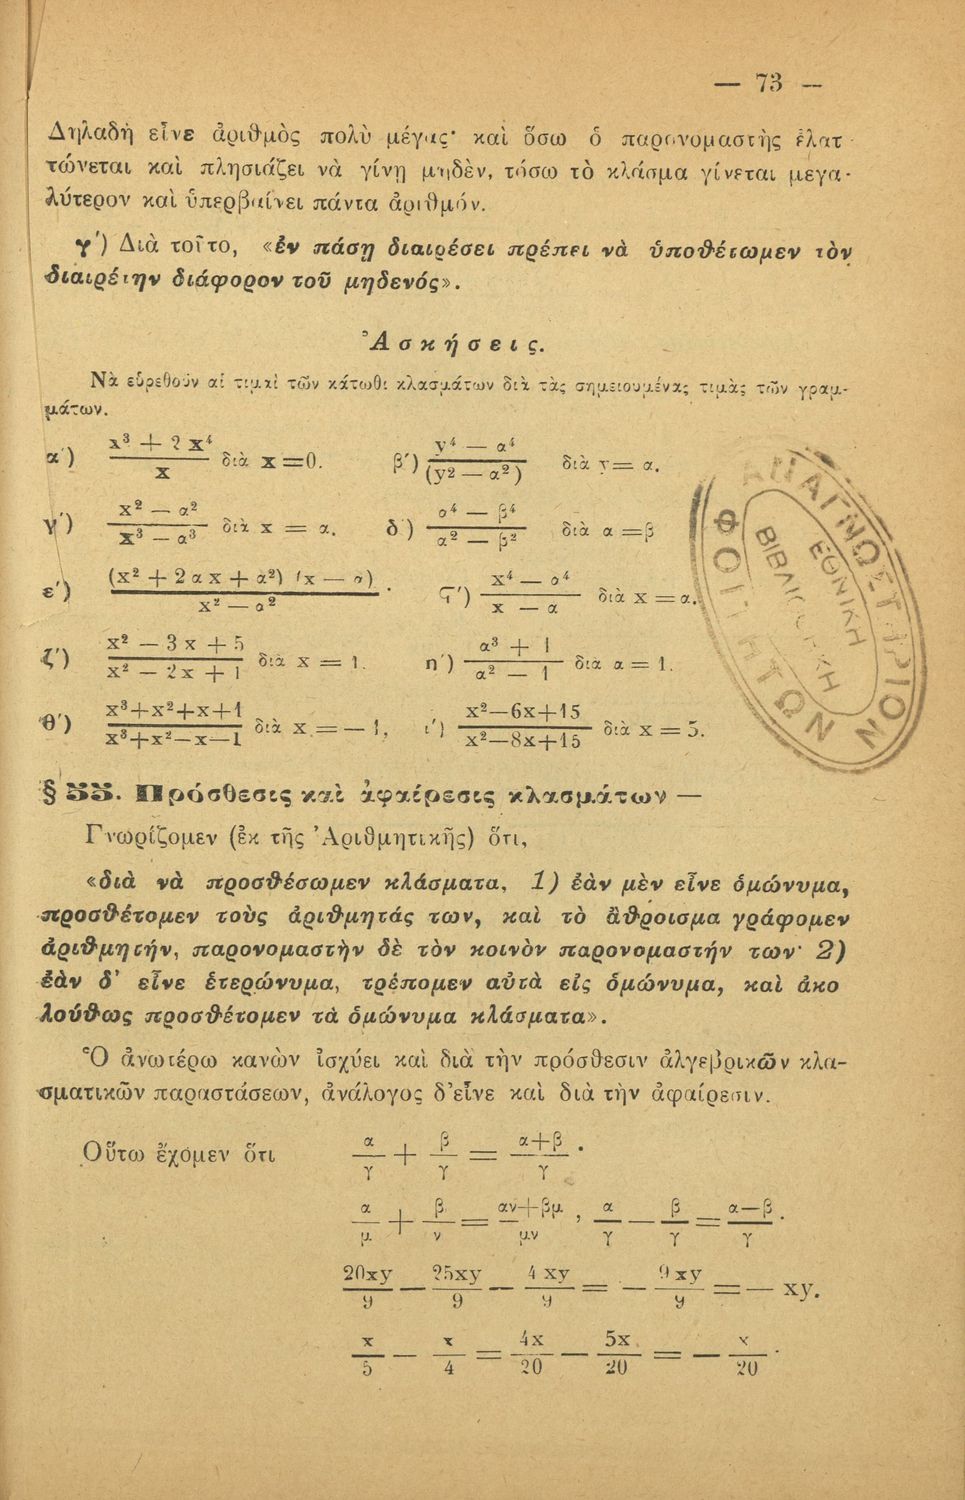 — 73 —
Δηλαδὴ εἶνε ἀριθμὸς πολὺ μέγας· καὶ ὅσω ὁ παρονομαστὴς ἐλατ
τώνεται καὶ πλησιάζει νὰ γίνῃ μηδὲν, τόσω τὸ κλάσμα γίνεται μεγα-
λύτερον καὶ ὑπερβαίνει πάντα ἀριθμόν.
γ΄) Διὰ τοῦτο, «ἐν πάσῃ διαιρέσει πρέπει νὰ ὑποθέτωμεν τὸν
διαιρέτην διάφορον τοῦ μηδενός».
Ἀσκήσεις.
Νὰ εὑρεθοῦν αἱ τιμαὶ τῶν κάτωθι κλασμάτων διὰ τὰς σημειουμένας τιμὰς τῶν γραμ-
μάτων.
α΄) (x³ + 2x⁴)/x διὰ x=0. β΄) (y⁴ — α⁴)/(y2 — α²) διὰ y= α.
γ΄) (x² — α²)/(x³ — α³) διὰ x = α. δ΄) (α⁴ — β⁴)/(α² — β²) διὰ α =β
ε΄) (x² + 2αx + α²) (x — α)/(x² — α²) · ς΄) (x⁴ — α⁴)/(x — α) διὰ x = α.
ζ΄) (x² — 3x + 5)/(x² — 2x + 1) διὰ x = 1. η΄) (α³ + 1)/(α² — 1) διὰ α = 1.
θ΄) (x³+x²+x+1)/(x³+x²—x—1) διὰ x = — 1, ι΄) (x²—6x+15)/(x²—8x+15) διὰ x = 5.
§ 55. Πρόσθεσις καὶ ἀφαίρεσις κλασμάτων —
Γνωρίζομεν (ἐκ τῆς Ἀριθμητικῆς) ὅτι,
«διὰ νὰ προσθέσωμεν κλάσματα, 1) ἐὰν μὲν εἶνε ὁμώνυμα,
προσθέτομεν τοὺς ἀριθμητάς των, καὶ τὸ ἄθροισμα γράφομεν
ἀριθμητήν, παρονομαστὴν δὲ τὸν κοινὸν παρονομαστήν των· 2)
ἐὰν δ' εἶνε ἑτερώνυμα, τρέπομεν αὐτὰ εἰς ὁμώνυμα, καὶ ἀκο
λούθως προσθέτομεν τὰ ὁμώνυμα κλάσματα».
Ὁ ἀνωτέρω κανὼν ἰσχύει καὶ διὰ τὴν πρόσθεσιν ἀλγεβρικῶν κλα-
σματικῶν παραστάσεων, ἀνάλογος δ'εἶνε καὶ διὰ τὴν ἀφαίρεσιν.
Οὕτω ἔχομεν ὅτι α/γ + β/γ = (α+β)/γ ·
α/μ + β/ν = (αν+βμ)/μν , α/γ — β/γ = (α—β)/γ .
20xy/9 — 25xy/9 — 4xy/9 = — 9xy/9 = — xy.
x/5 — x/4 = 4x/20 — 5x/20 = — x/20 ·
ΑΝΑΓΝΩΣΤΗΡΙΟΝ
ΦΟΙΤΗΤΩΝ
ΕΘΝΙΚΗ